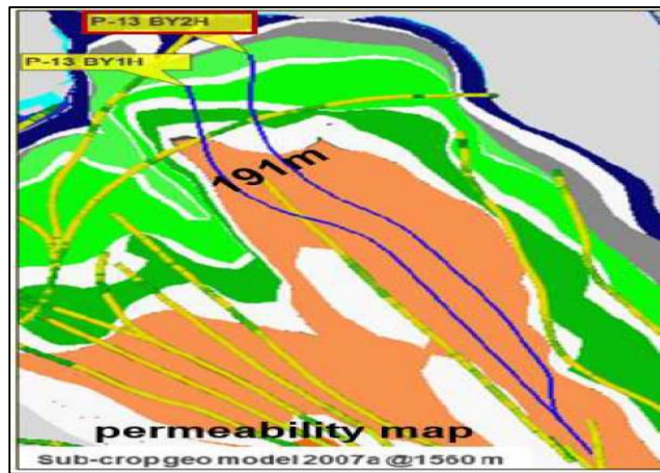 P-13 BY2H
P-13 BY1H
191m
permeability map
Sub-crop geo model 2007a @1560 m